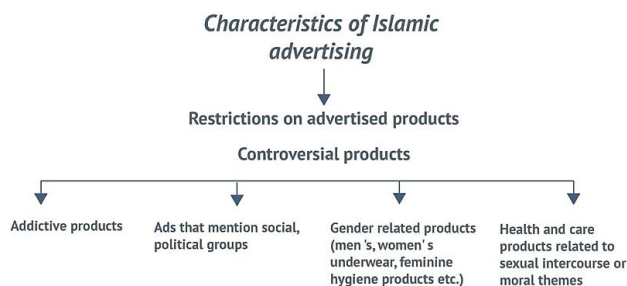 Characteristics of Islamic
advertising
Restrictions on advertised products
Controversial products
Addictive products
Ads that mention social,
political groups
Gender related products
(men 's, women' s
underwear, feminine
hygiene products etc.)
Health and care
products related to
sexual intercourse or
moral themes